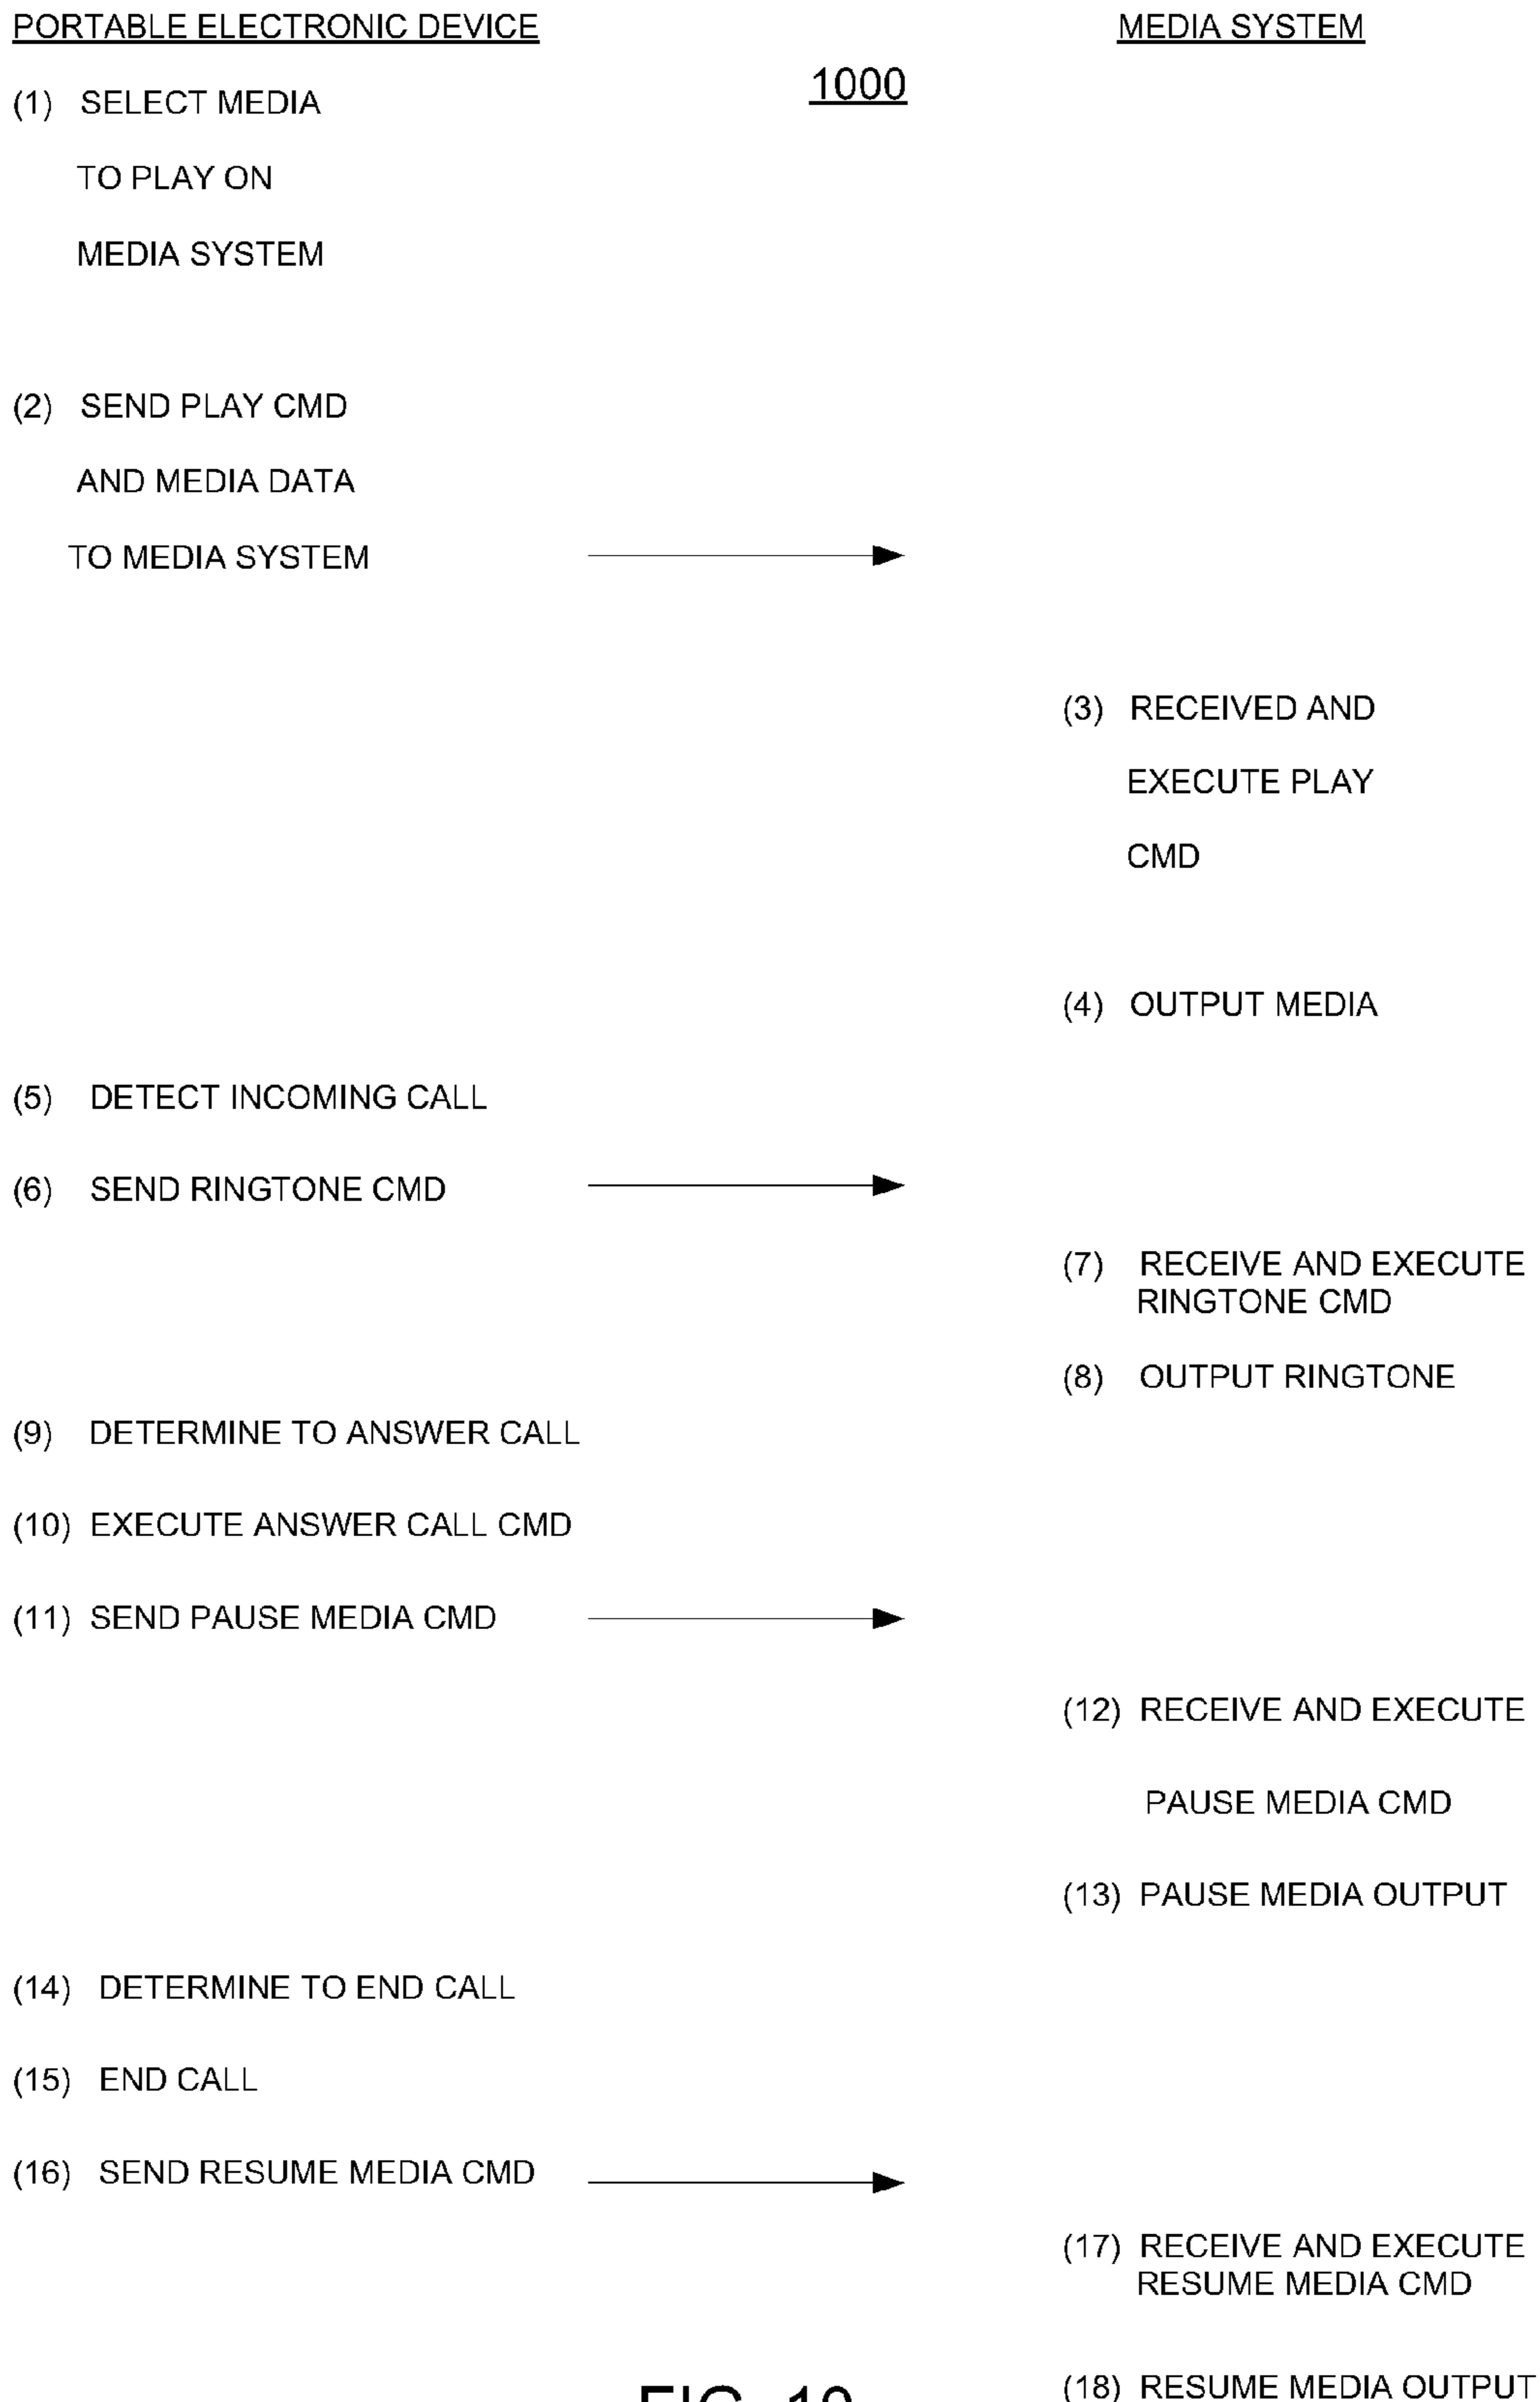 PORTABLE ELECTRONIC DEVICE
MEDIA SYSTEM
1000
(1) SELECT MEDIA
TO PLAY ON
MEDIA SYSTEM
(2) SEND PLAY CMD
AND MEDIA DATA
TO MEDIA SYSTEM
(3) RECEIVED AND
EXECUTE PLAY
CMD
(4) OUTPUT MEDIA
(5) DETECT INCOMING CALL
(6) SEND RINGTONE CMD
(7) RECEIVE AND EXECUTE
RINGTONE CMD
(8) OUTPUT RINGTONE
(9) DETERMINE TO ANSWER CALL
(10) EXECUTE ANSWER CALL CMD
(11) SEND PAUSE MEDIA CMD
(12) RECEIVE AND EXECUTE
PAUSE MEDIA CMD
(13) PAUSE MEDIA OUTPUT
(14) DETERMINE TO END CALL
(15) END CALL
(16) SEND RESUME MEDIA CMD
(17) RECEIVE AND EXECUTE
RESUME MEDIA CMD
(18) RESUME MEDIA OUTPUT
FIG. 10